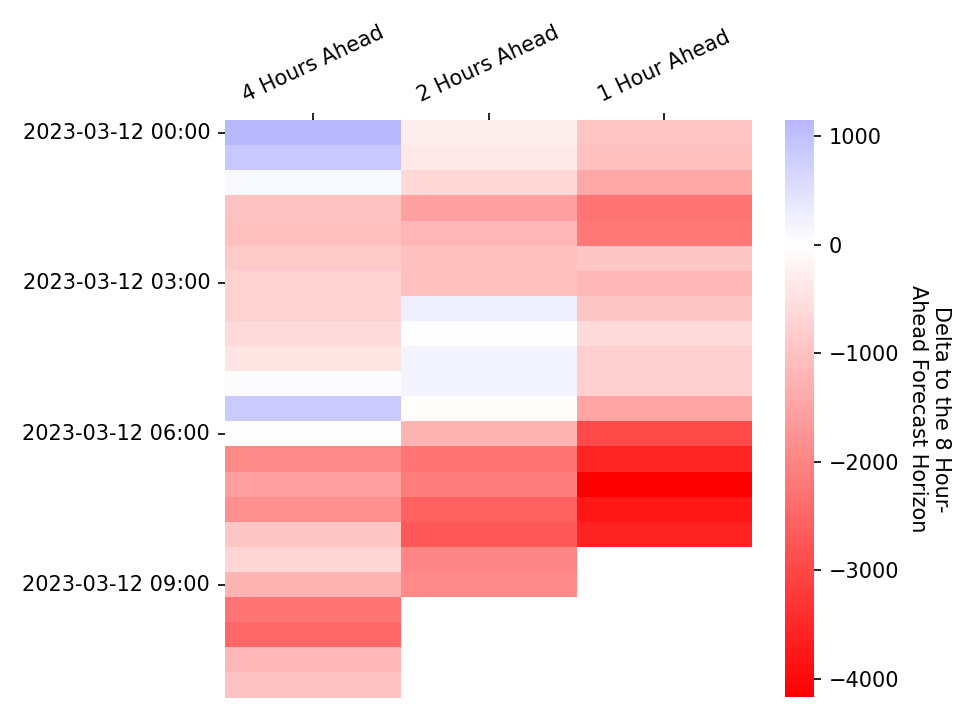 4 Hours Ahead
2 Hours Ahead
1 Hour Ahead
2023-03-12 00:00
2023-03-12 03:00
2023-03-12 06:00
2023-03-12 09:00
1000
0
−1000
−2000
−3000
−4000
Delta to the 8 Hour-
Ahead Forecast Horizon